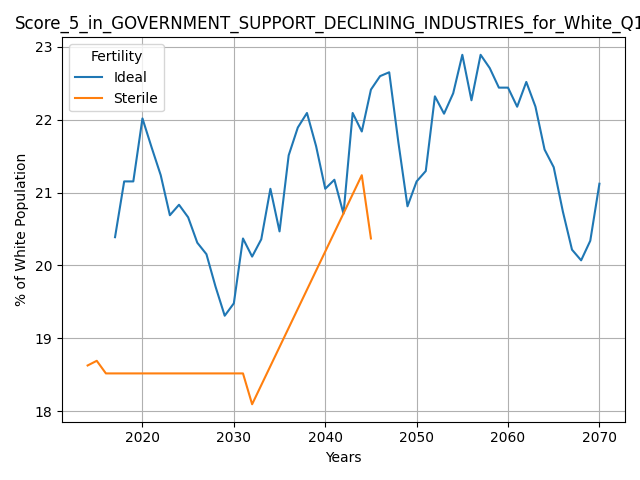 Score_5_in_GOVERNMENT_SUPPORT_DECLINING_INDUSTRIES_for_White_Q1
Fertility
Ideal
Sterile
% of White Population
23
22
21
20
19
18
2020 2030 2040 2050 2060 2070
Years